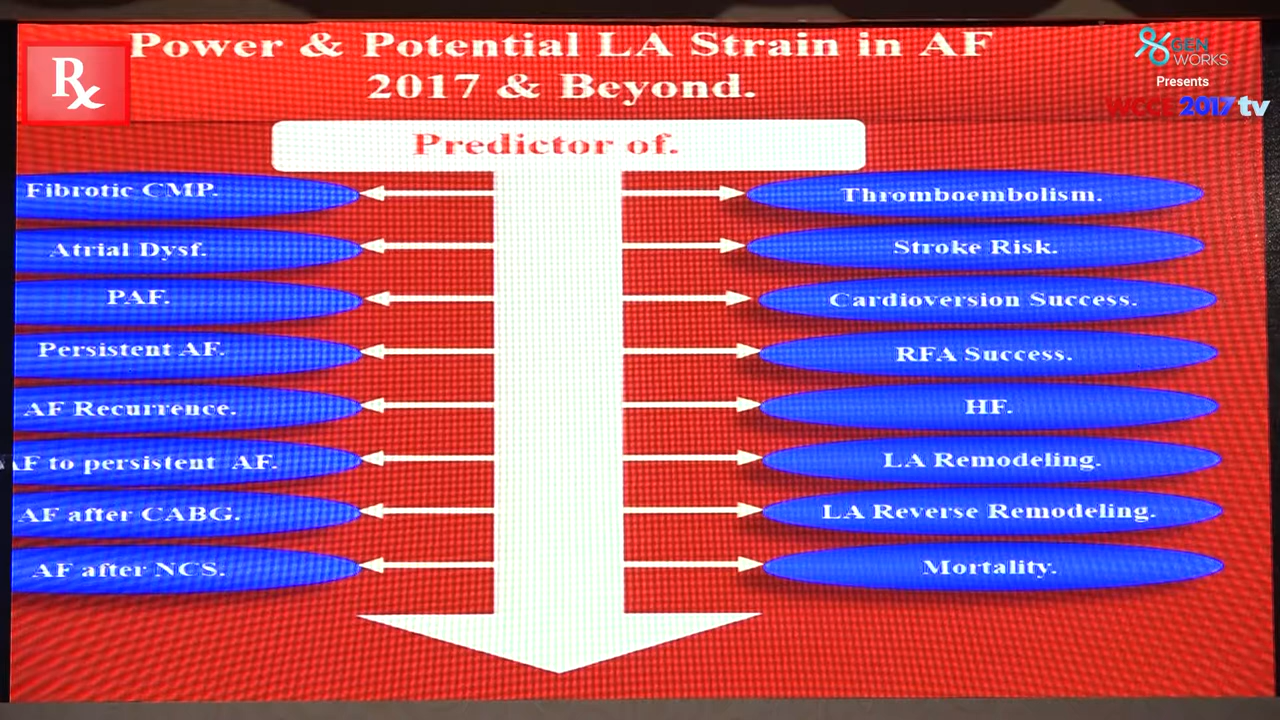 Power & Potential LA Strain in AF
2017 & Beyond.
Rx
GEN
WORKS
Presents
WCCE2017tv
Predictor of.
Fibrotic CMP.
Thromboembolism.
Atrial Dysf.
Stroke Risk.
PAF.
Cardioversion Success.
Persistent AF.
RFA Success.
AF Recurrence.
HF.
AF to persistent AF.
LA Remodeling.
AF after CABG.
LA Reverse Remodeling.
AF after NCS.
Mortality.